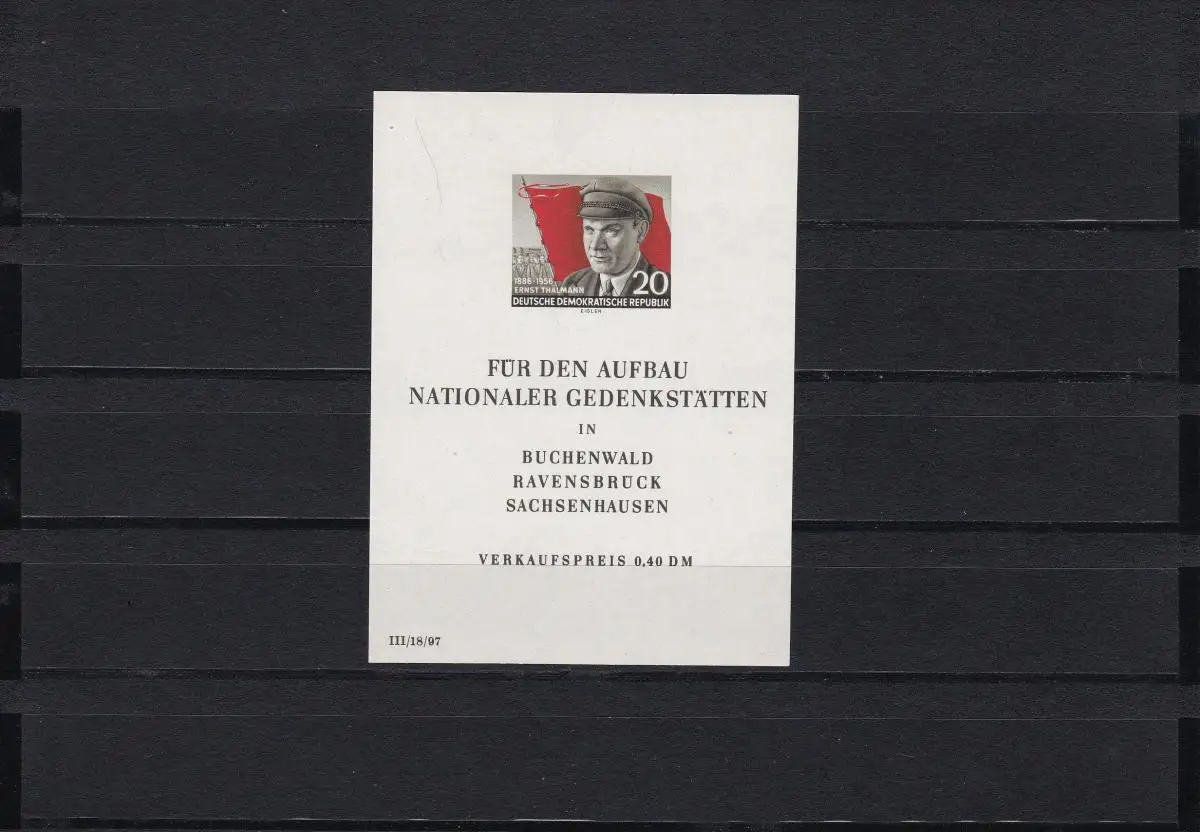 1886-1956
ERNST THÄLMANN
20
DEUTSCHE DEMOKRATISCHE REPUBLIK
EIGLER
FÜR DEN AUFBAU
NATIONALER GEDENKSTÄTTEN
IN
BUCHENWALD
RAVENSBRÜCK
SACHSENHAUSEN
VERKAUFSPREIS 0,40 DM
III/18/97